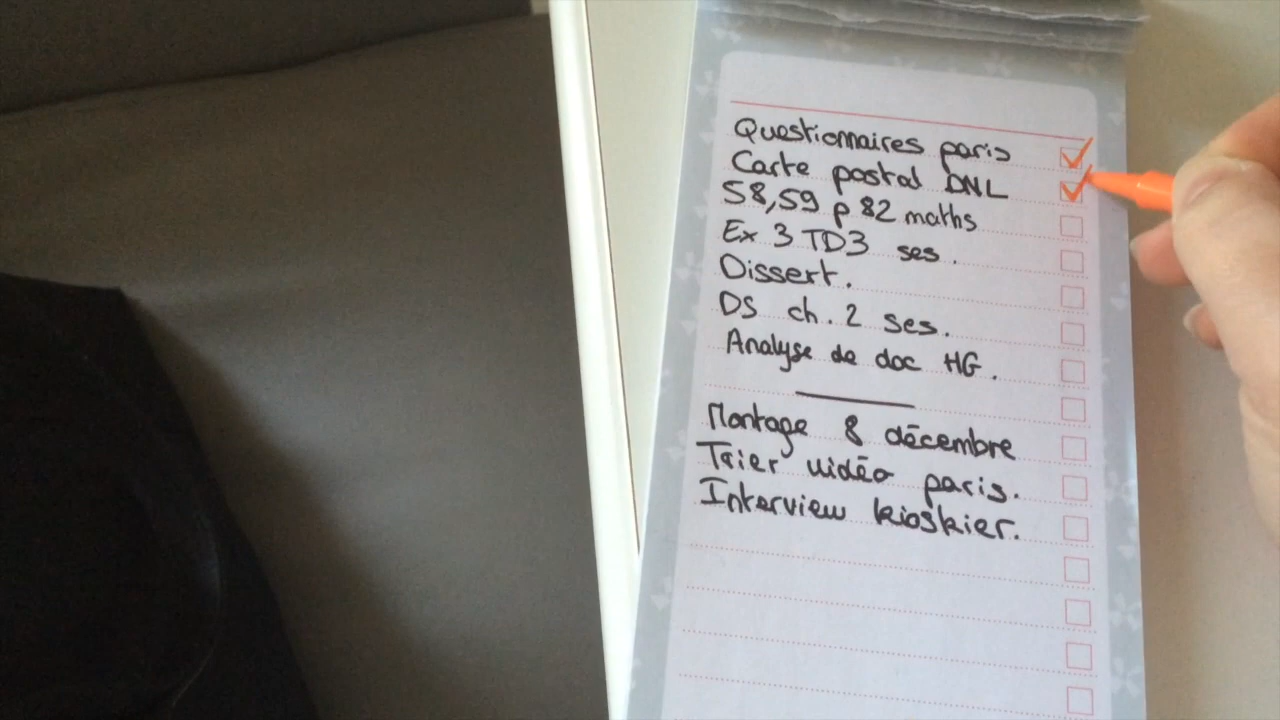 Questionnaires paris
Carte postal DNL
58,59 p 82 maths
Ex 3 TD3 ses.
Dissert.
DS ch. 2 ses.
Analyse de doc HG.
Montage 8 décembre
Trier vidéo paris.
Interview kioskier.